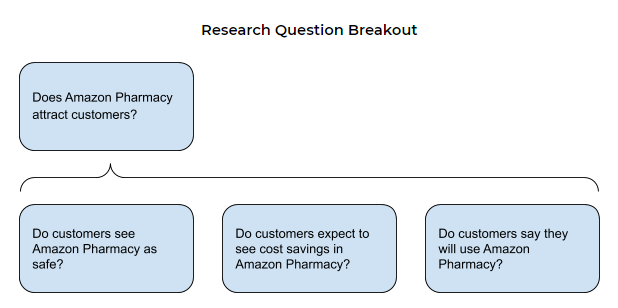 Research Question Breakout
Does Amazon Pharmacy
attract customers?
Do customers see
Amazon Pharmacy as
safe?
Do customers expect to
see cost savings in
Amazon Pharmacy?
Do customers say they
will use Amazon
Pharmacy?